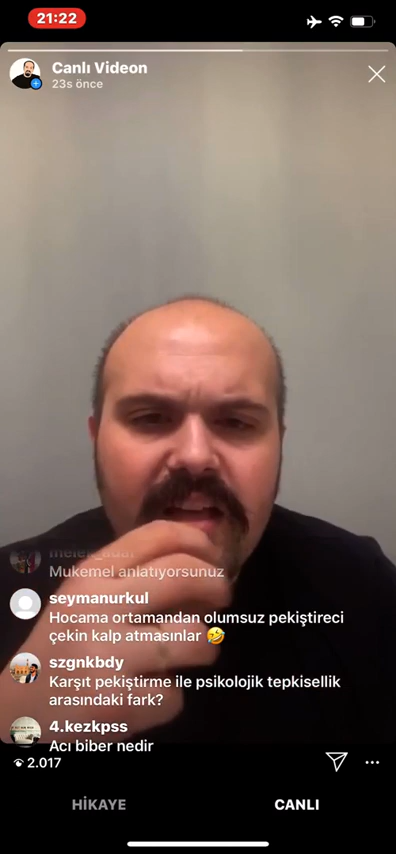 21:22
Canlı Videon
23s önce
Mukemel anlatıyorsunuz
seymanurkul
Hocama ortamandan olumsuz pekiştireci
çekin kalp atmasınlar 🤣
szgnkbdy
Karşıt pekiştirme ile psikolojik tepkisellik
arasındaki fark?
4.kezkpss
Acı biber nedir
2.017
HİKAYE
CANLI